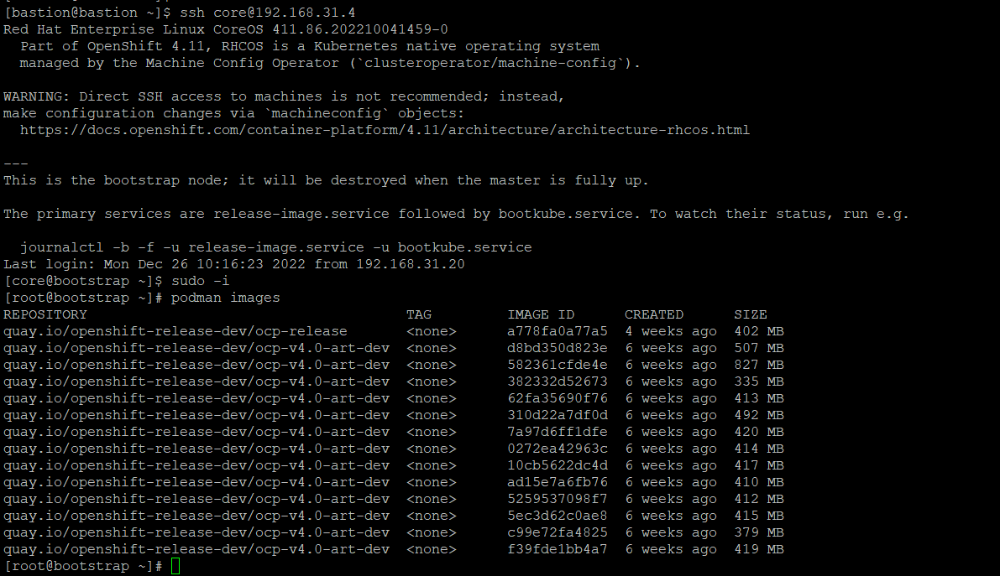 [bastion@bastion ~]$ ssh core@192.168.31.4
Red Hat Enterprise Linux CoreOS 411.86.202210041459-0
  Part of OpenShift 4.11, RHCOS is a Kubernetes native operating system
  managed by the Machine Config Operator (`clusteroperator/machine-config`).

WARNING: Direct SSH access to machines is not recommended; instead,
make configuration changes via `machineconfig` objects:
  https://docs.openshift.com/container-platform/4.11/architecture/architecture-rhcos.html

---
This is the bootstrap node; it will be destroyed when the master is fully up.

The primary services are release-image.service followed by bootkube.service. To watch their status, run e.g.

  journalctl -b -f -u release-image.service -u bootkube.service
Last login: Mon Dec 26 10:16:23 2022 from 192.168.31.20
[core@bootstrap ~]$ sudo -i
[root@bootstrap ~]# podman images
REPOSITORY                                      TAG         IMAGE ID      CREATED      SIZE
quay.io/openshift-release-dev/ocp-release       <none>      a778fa0a77a5  4 weeks ago  402 MB
quay.io/openshift-release-dev/ocp-v4.0-art-dev  <none>      d8bd350d823e  6 weeks ago  507 MB
quay.io/openshift-release-dev/ocp-v4.0-art-dev  <none>      582361cfde4e  6 weeks ago  827 MB
quay.io/openshift-release-dev/ocp-v4.0-art-dev  <none>      382332d52673  6 weeks ago  335 MB
quay.io/openshift-release-dev/ocp-v4.0-art-dev  <none>      62fa35690f76  6 weeks ago  413 MB
quay.io/openshift-release-dev/ocp-v4.0-art-dev  <none>      310d22a7df0d  6 weeks ago  492 MB
quay.io/openshift-release-dev/ocp-v4.0-art-dev  <none>      7a97d6ff1dfe  6 weeks ago  420 MB
quay.io/openshift-release-dev/ocp-v4.0-art-dev  <none>      0272ea42963c  6 weeks ago  414 MB
quay.io/openshift-release-dev/ocp-v4.0-art-dev  <none>      10cb5622dc4d  6 weeks ago  417 MB
quay.io/openshift-release-dev/ocp-v4.0-art-dev  <none>      ad15e7a6fb76  6 weeks ago  410 MB
quay.io/openshift-release-dev/ocp-v4.0-art-dev  <none>      5259537098f7  6 weeks ago  412 MB
quay.io/openshift-release-dev/ocp-v4.0-art-dev  <none>      5ec3d62c0ae8  6 weeks ago  415 MB
quay.io/openshift-release-dev/ocp-v4.0-art-dev  <none>      c99e72fa4825  6 weeks ago  379 MB
quay.io/openshift-release-dev/ocp-v4.0-art-dev  <none>      f39fde1bb4a7  6 weeks ago  419 MB
[root@bootstrap ~]#